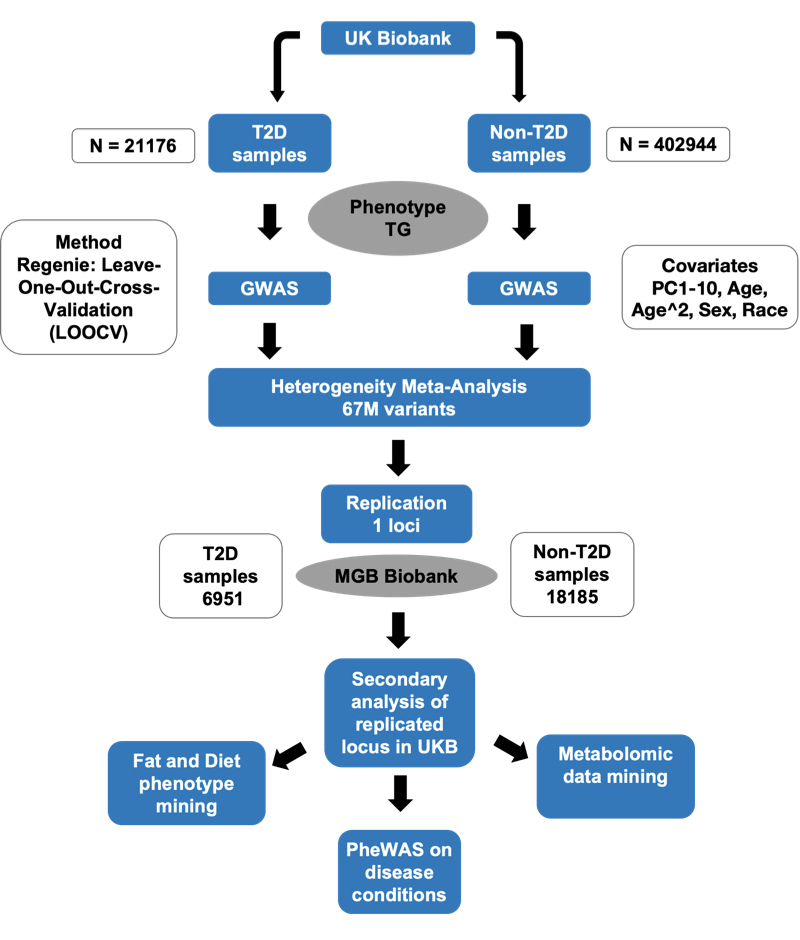 UK Biobank
N = 21176
T2D
samples
Non-T2D
samples
N = 402944
Phenotype
TG
Method
Regenie: Leave-
One-Out-Cross-
Validation
(LOOCV)
GWAS
GWAS
Covariates
PC1-10, Age,
Age^2, Sex, Race
Heterogeneity Meta-Analysis
67M variants
Replication
1 loci
T2D
samples
6951
MGB Biobank
Non-T2D
samples
18185
Secondary
analysis of
replicated
locus in UKB
Fat and Diet
phenotype
mining
Metabolomic
data mining
PheWAS on
disease
conditions